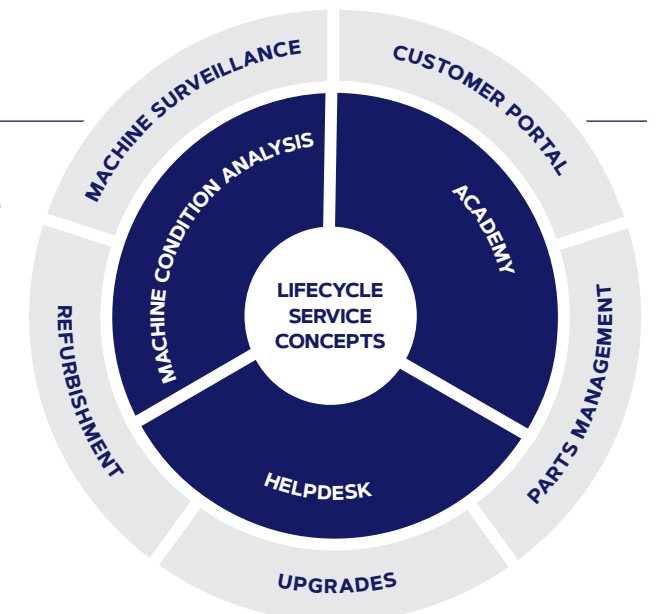 MACHINE SURVEILLANCE
CUSTOMER PORTAL
MACHINE CONDITION ANALYSIS
ACADEMY
LIFECYCLE
SERVICE
CONCEPTS
REFURBISHMENT
PARTS MANAGEMENT
HELPDESK
UPGRADES